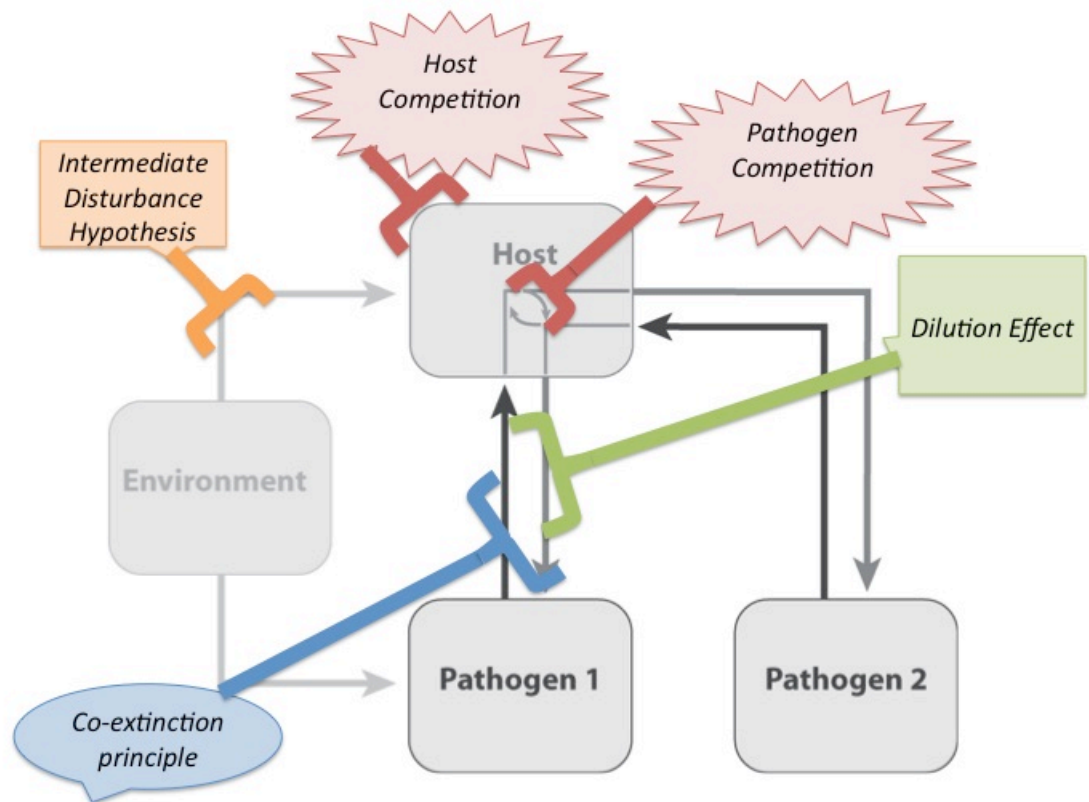 Host
Competition
Pathogen
Competition
Intermediate
Disturbance
Hypothesis
Host
Dilution Effect
Environment
Pathogen 1
Pathogen 2
Co-extinction
principle